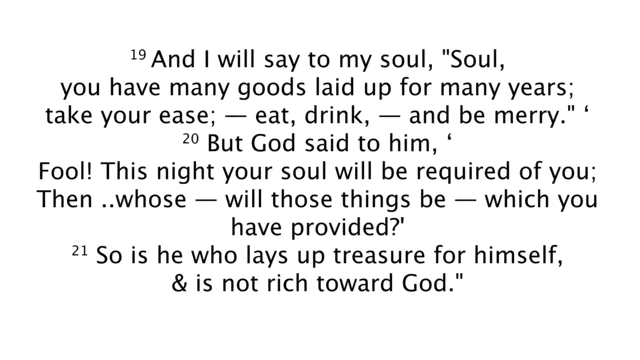 19 And I will say to my soul, "Soul,
you have many goods laid up for many years;
take your ease; — eat, drink, — and be merry." ‘
20 But God said to him, ‘
Fool! This night your soul will be required of you;
Then ..whose — will those things be — which you
have provided?'
21 So is he who lays up treasure for himself,
& is not rich toward God."